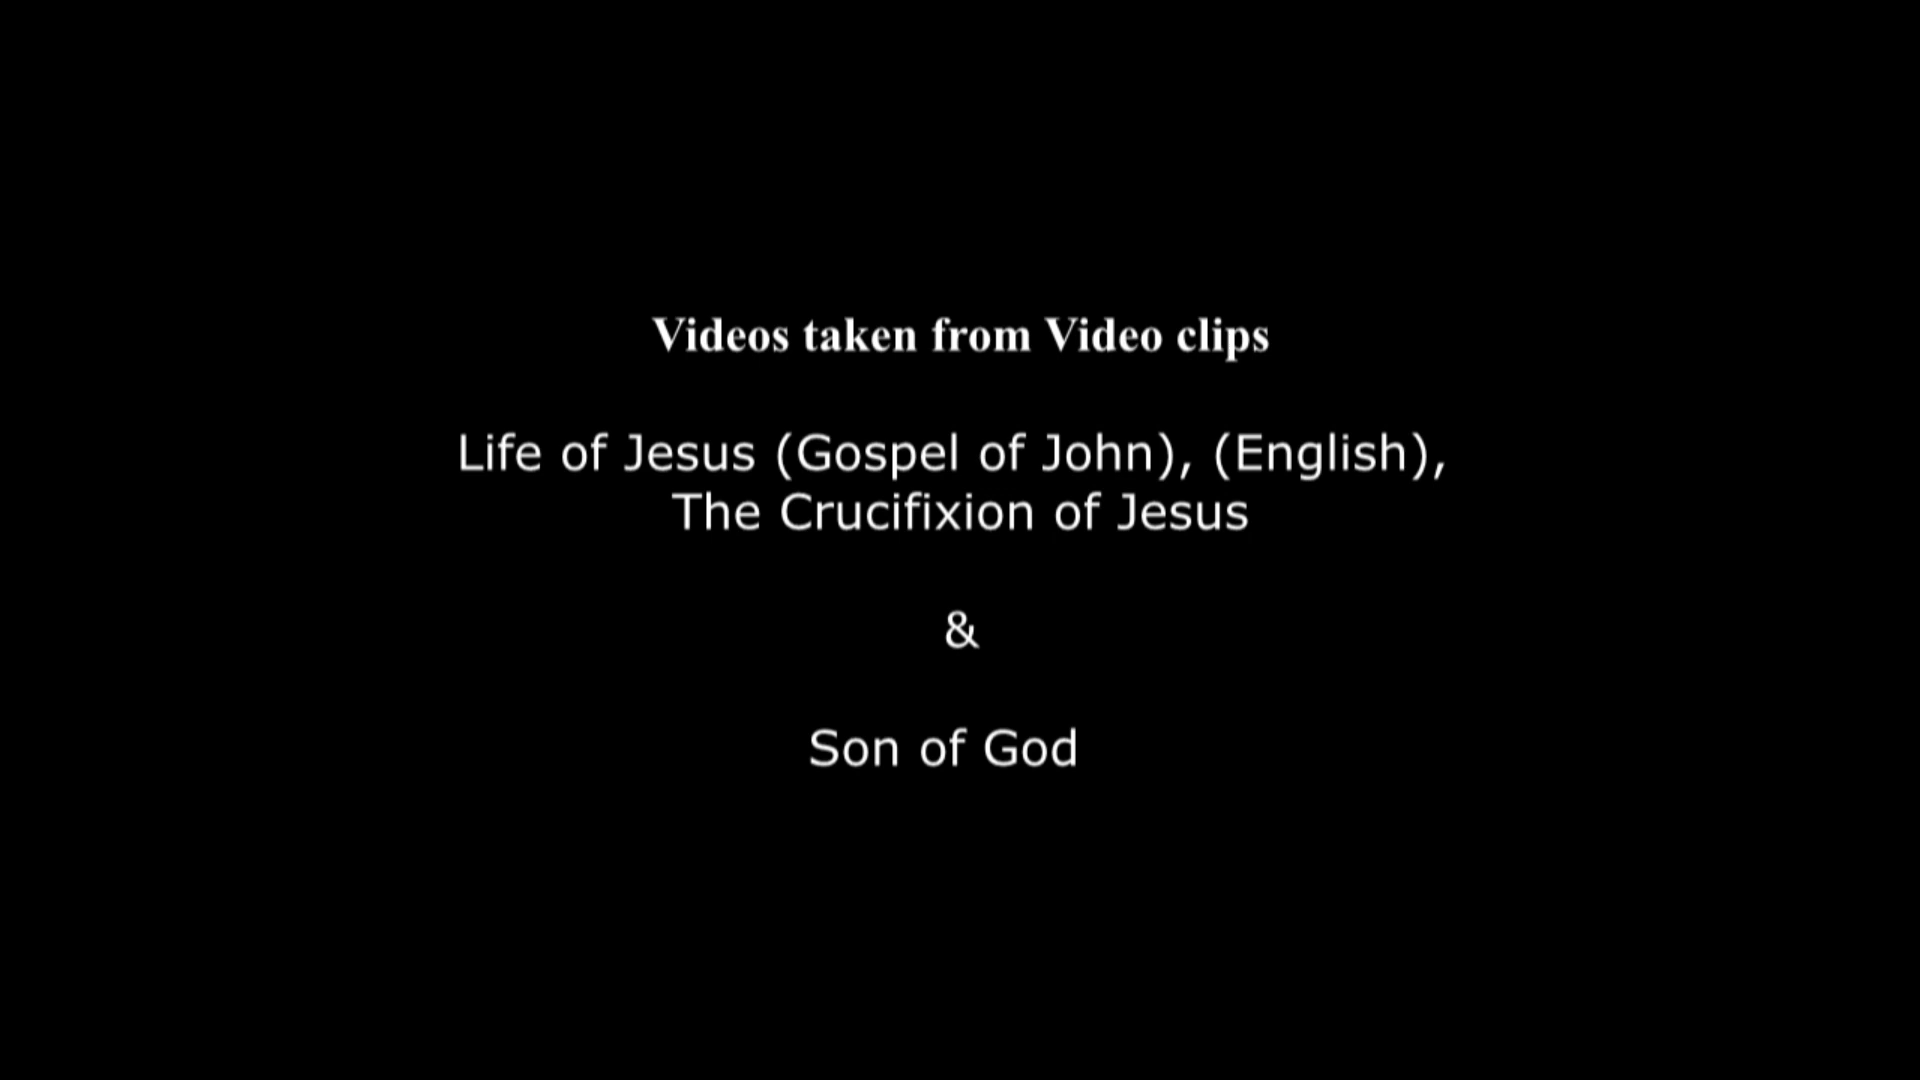 Videos taken from Video clips
Life of Jesus (Gospel of John), (English),
The Crucifixion of Jesus
&
Son of God